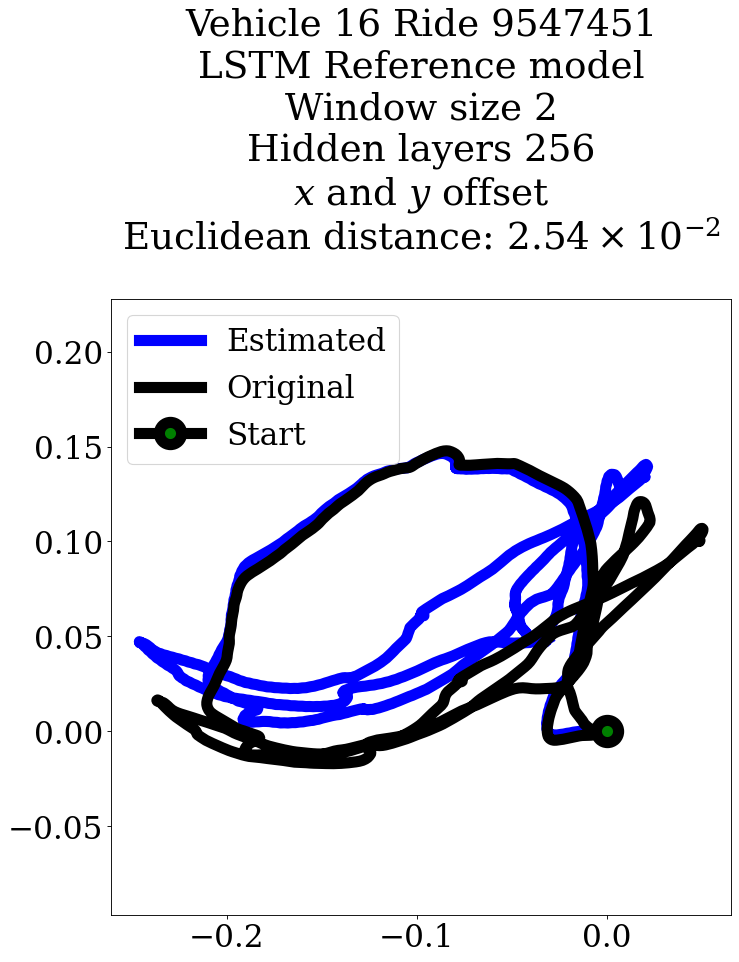 Vehicle 16 Ride 9547451
LSTM Reference model
Window size 2
Hidden layers 256
x and y offset
Euclidean distance: 2.54 × 10⁻²
Estimated
Original
Start
0.20
0.15
0.10
0.05
0.00
−0.05
−0.2
−0.1
0.0